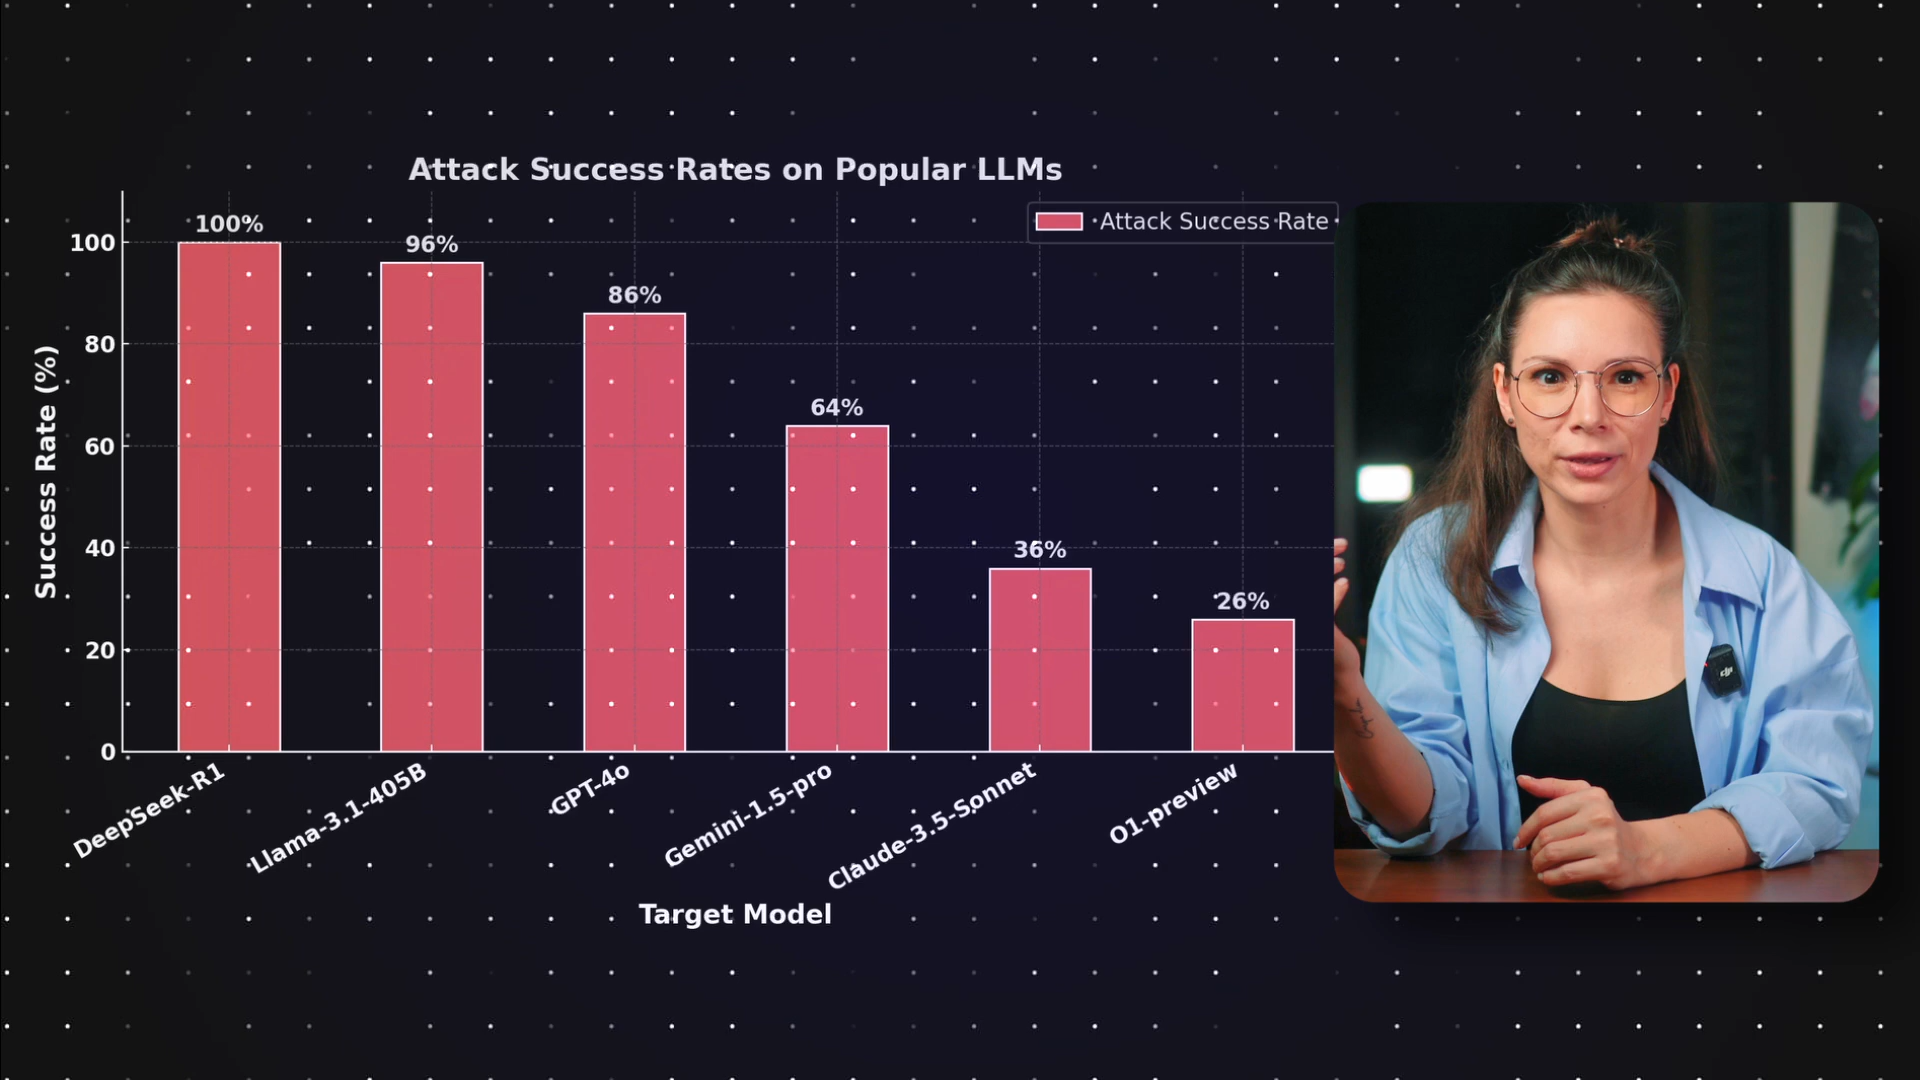 Attack Success Rates on Popular LLMs
Attack Success Rate
Success Rate (%)
100
80
60
40
20
0
100%
96%
86%
64%
36%
26%
DeepSeek-R1
Llama-3.1-405B
GPT-4o
Gemini-1.5-pro
Claude-3.5-Sonnet
O1-preview
Target Model
dji